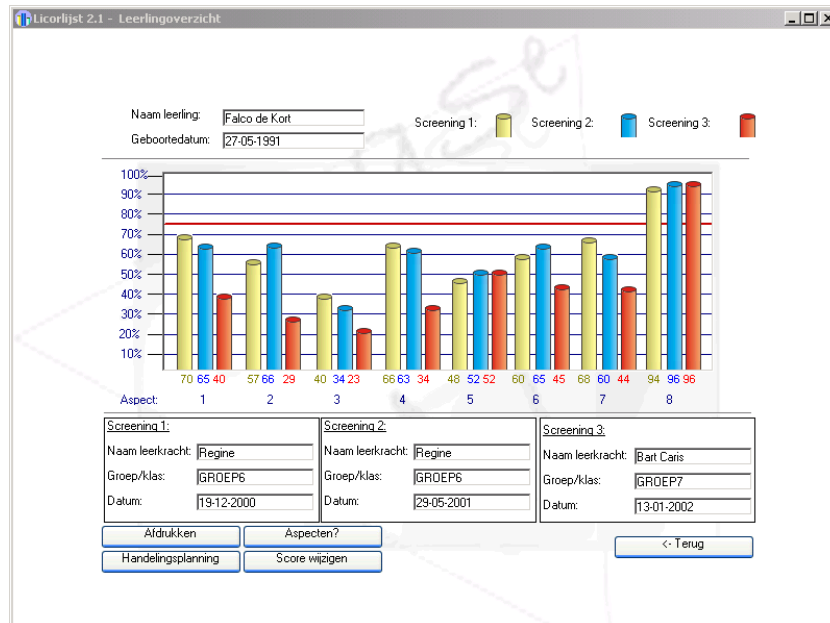 Licorlijst 2.1 - Leerlingoverzicht
Naam leerling: Falco de Kort
Geboortedatum: 27-05-1991
Screening 1: Screening 2: Screening 3:
100%
90%
80%
70%
60%
50%
40%
30%
20%
10%
70 65 40 57 66 29 40 34 23 66 63 34 48 52 52 60 65 45 68 60 44 94 96 96
Aspect: 1 2 3 4 5 6 7 8
Screening 1:
Naam leerkracht: Regine
Groep/klas: GROEP6
Datum: 19-12-2000
Screening 2:
Naam leerkracht: Regine
Groep/klas: GROEP6
Datum: 29-05-2001
Screening 3:
Naam leerkracht: Bart Caris
Groep/klas: GROEP7
Datum: 13-01-2002
Afdrukken Aspecten?
Handelingsplanning Score wijzigen
<- Terug